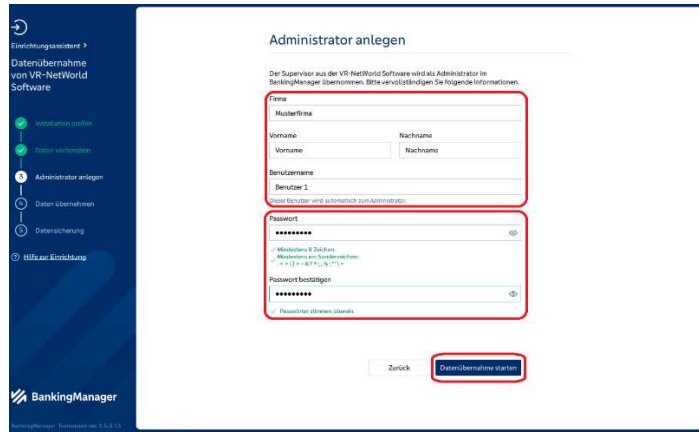 Einrichtungsassistent >
Datenübernahme
von VR-NetWorld
Software
Installation prüfen
Daten vorbereiten
3 Administrator anlegen
4 Daten übernehmen
5 Datensicherung
? Hilfe zur Einrichtung
BankingManager
Administrator anlegen
Der Supervisor aus der VR-NetWorld Software wird als Administrator im
BankingManager übernommen. Bitte vervollständigen Sie folgende Informationen.
Firma
Musterfirma
Vorname Nachname
Vorname Nachname
Benutzername
Benutzer 1
Dieser Benutzer wird automatisch zum Administrator.
Passwort
•••••••••
Mindestens 8 Zeichen
Mindestens ein Sonderzeichen:
Passwort bestätigen
•••••••••
Passwörter stimmen überein.
Zurück Datenübernahme starten